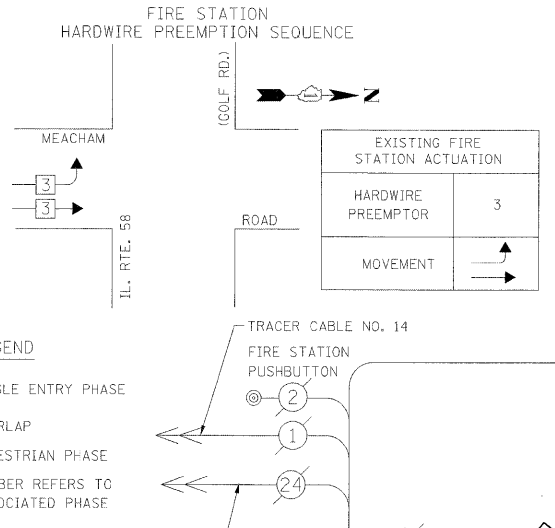 FIRE STATION
HARDWIRE PREEMPTION SEQUENCE
(GOLF RD.)
Z
MEACHAM
3
3
IL. RTE. 58
ROAD
EXISTING FIRE
STATION ACTUATION
HARDWIRE
PREEMPTOR
3
MOVEMENT
TRACER CABLE NO. 14
FIRE STATION
PUSHBUTTON
2
1
24
GEND
GLE ENTRY PHASE
RLAP
ESTRIAN PHASE
BER REFERS TO
OCIATED PHASE